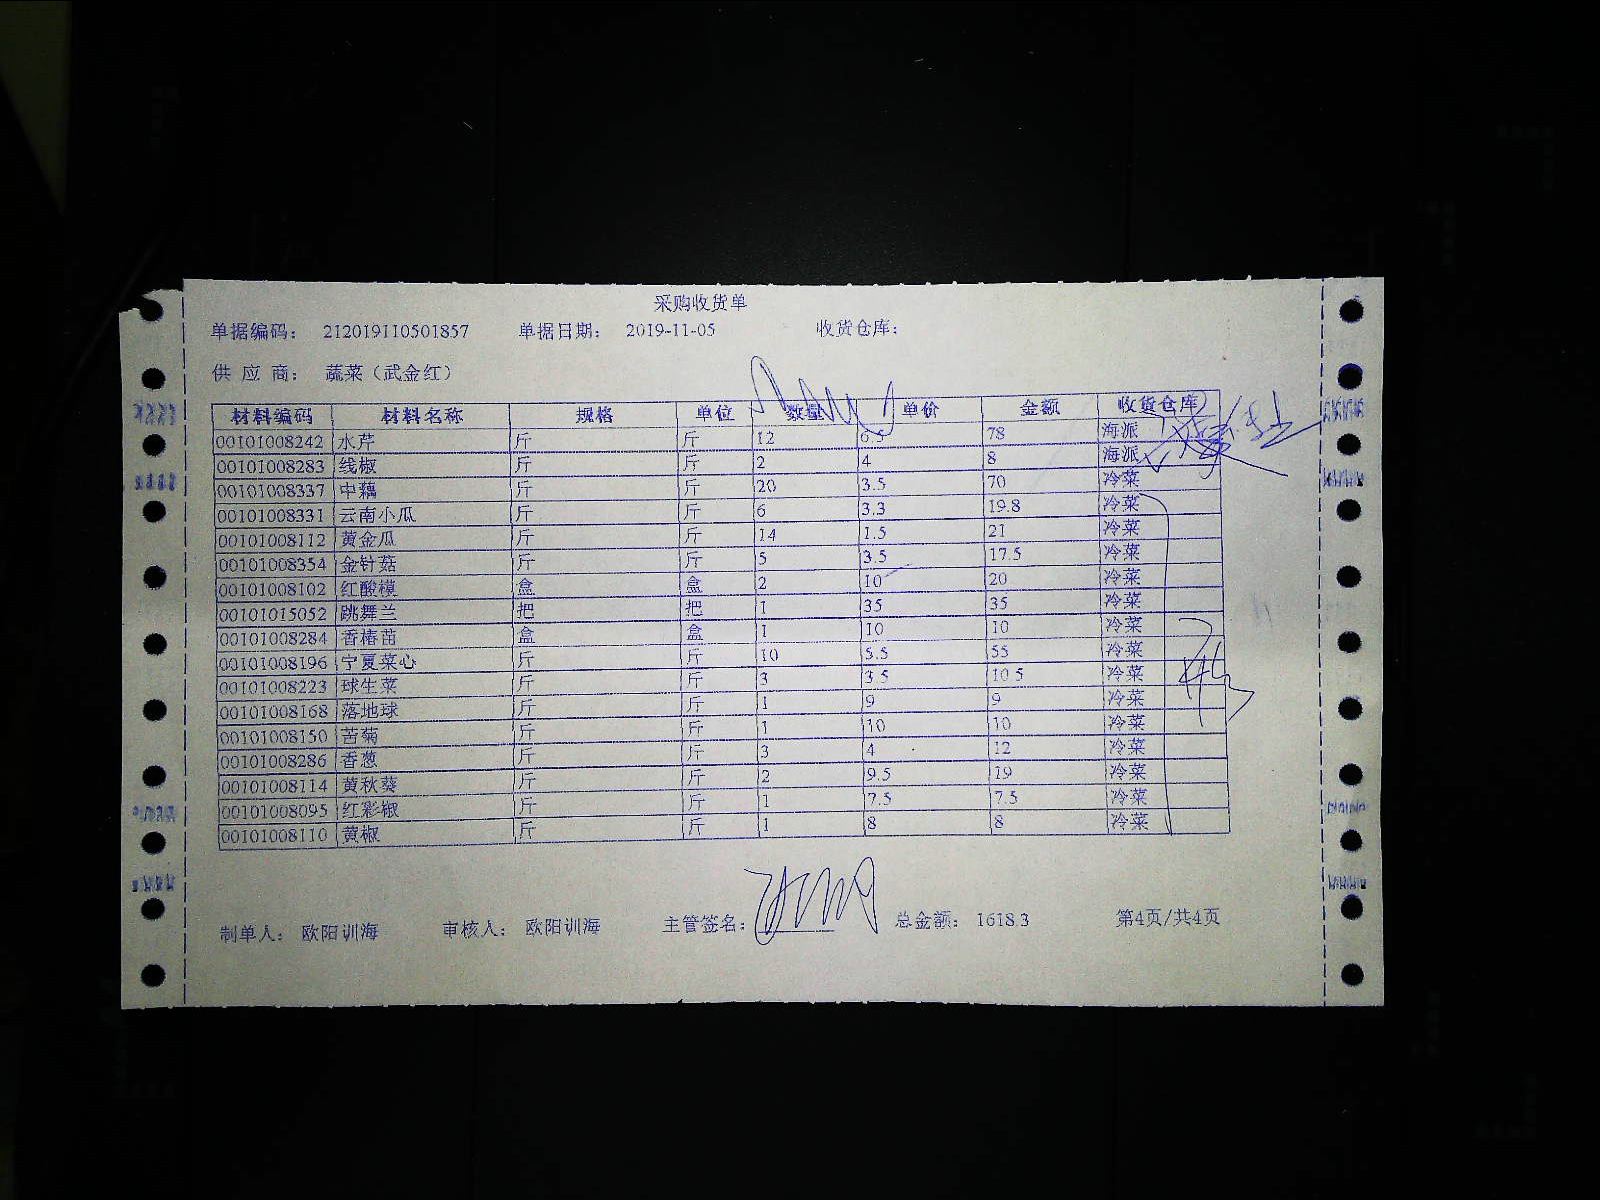 采购收货单
单据编码： 212019110501857 单据日期： 2019-11-05 收货仓库：
供 应 商： 蔬菜（武金红）
材料编码 材料名称 规格 单位 数量 单价 金额 收货仓库
00101008242 水芹 斤 斤 12 6.5 78 海派
00101008283 线椒 斤 斤 2 4 8 海派
00101008337 中藕 斤 斤 20 3.5 70 冷菜
00101008331 云南小瓜 斤 斤 6 3.3 19.8 冷菜
00101008112 黄金瓜 斤 斤 14 1.5 21 冷菜
00101008354 金针菇 斤 斤 5 3.5 17.5 冷菜
00101008102 红酸模 盒 盒 2 10 20 冷菜
00101015052 跳舞兰 把 把 1 35 35 冷菜
00101008284 香椿苗 盒 盒 1 10 10 冷菜
00101008196 宁夏菜心 斤 斤 10 5.5 55 冷菜
00101008223 球生菜 斤 斤 3 3.5 10.5 冷菜
00101008168 落地球 斤 斤 1 9 9 冷菜
00101008150 苦菊 斤 斤 1 10 10 冷菜
00101008286 香葱 斤 斤 3 4 12 冷菜
00101008114 黄秋葵 斤 斤 2 9.5 19 冷菜
00101008095 红彩椒 斤 斤 1 7.5 7.5 冷菜
00101008110 黄椒 斤 斤 1 8 8 冷菜
制单人： 欧阳训海 审核人： 欧阳训海 主管签名： 总金额： 1618.3 第4页/共4页